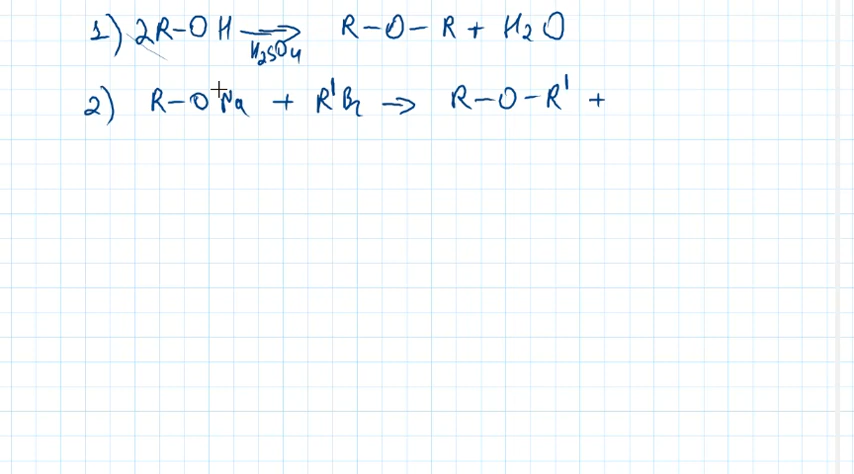 1) 2R-OH → R-O-R + H2O
H2SO4
2) R-ONa + R'Br → R-O-R' +